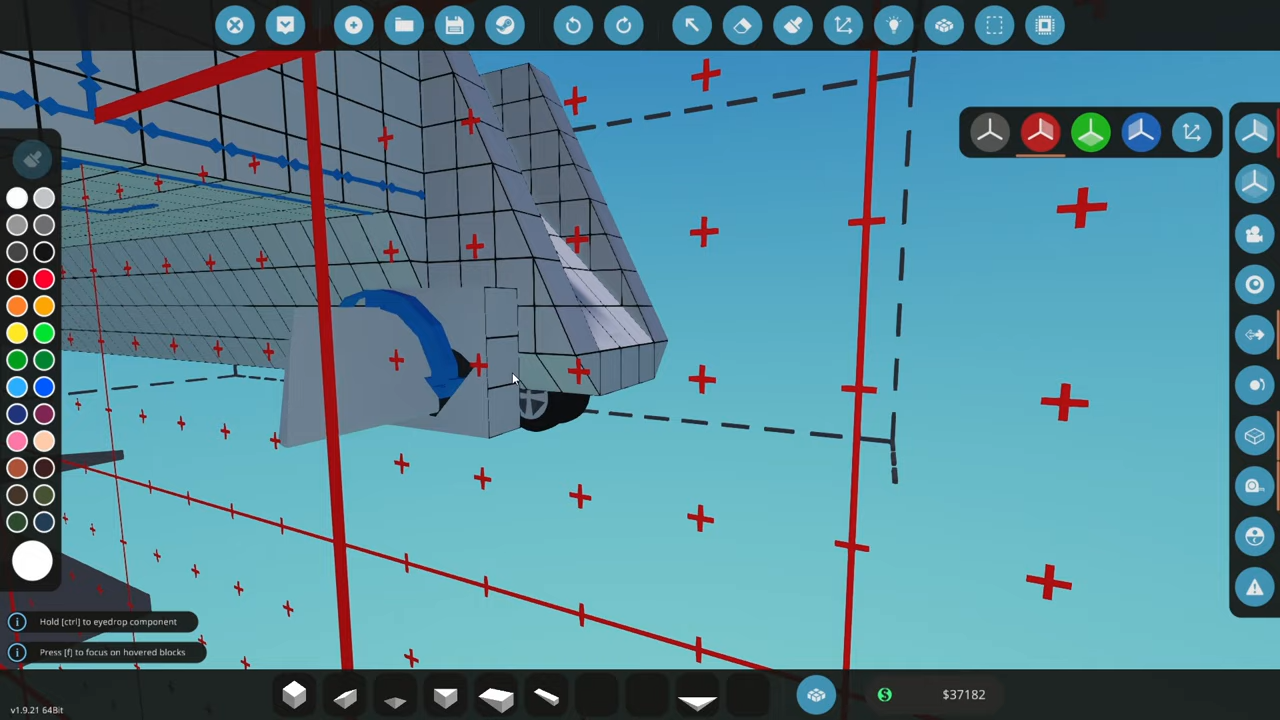 Hold [ctrl] to eyedrop component
Press [f] to focus on hovered blocks
$ $37182
v1.9.21 64Bit